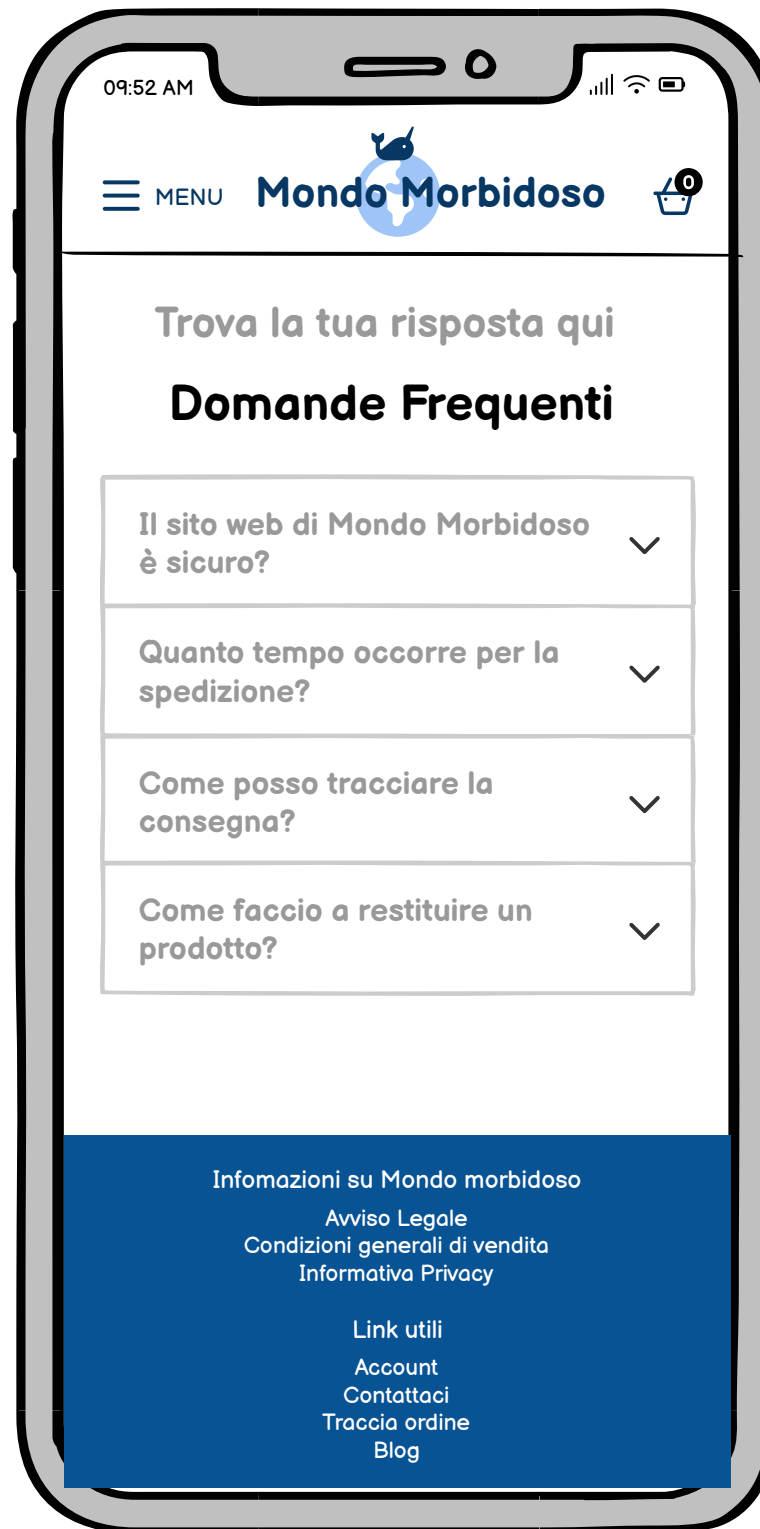 09:52 AM
MENU
Mondo Morbidoso
0
Trova la tua risposta qui
Domande Frequenti
Il sito web di Mondo Morbidoso
è sicuro?
Quanto tempo occorre per la
spedizione?
Come posso tracciare la
consegna?
Come faccio a restituire un
prodotto?
Infomazioni su Mondo morbidoso
Avviso Legale
Condizioni generali di vendita
Informativa Privacy
Link utili
Account
Contattaci
Traccia ordine
Blog